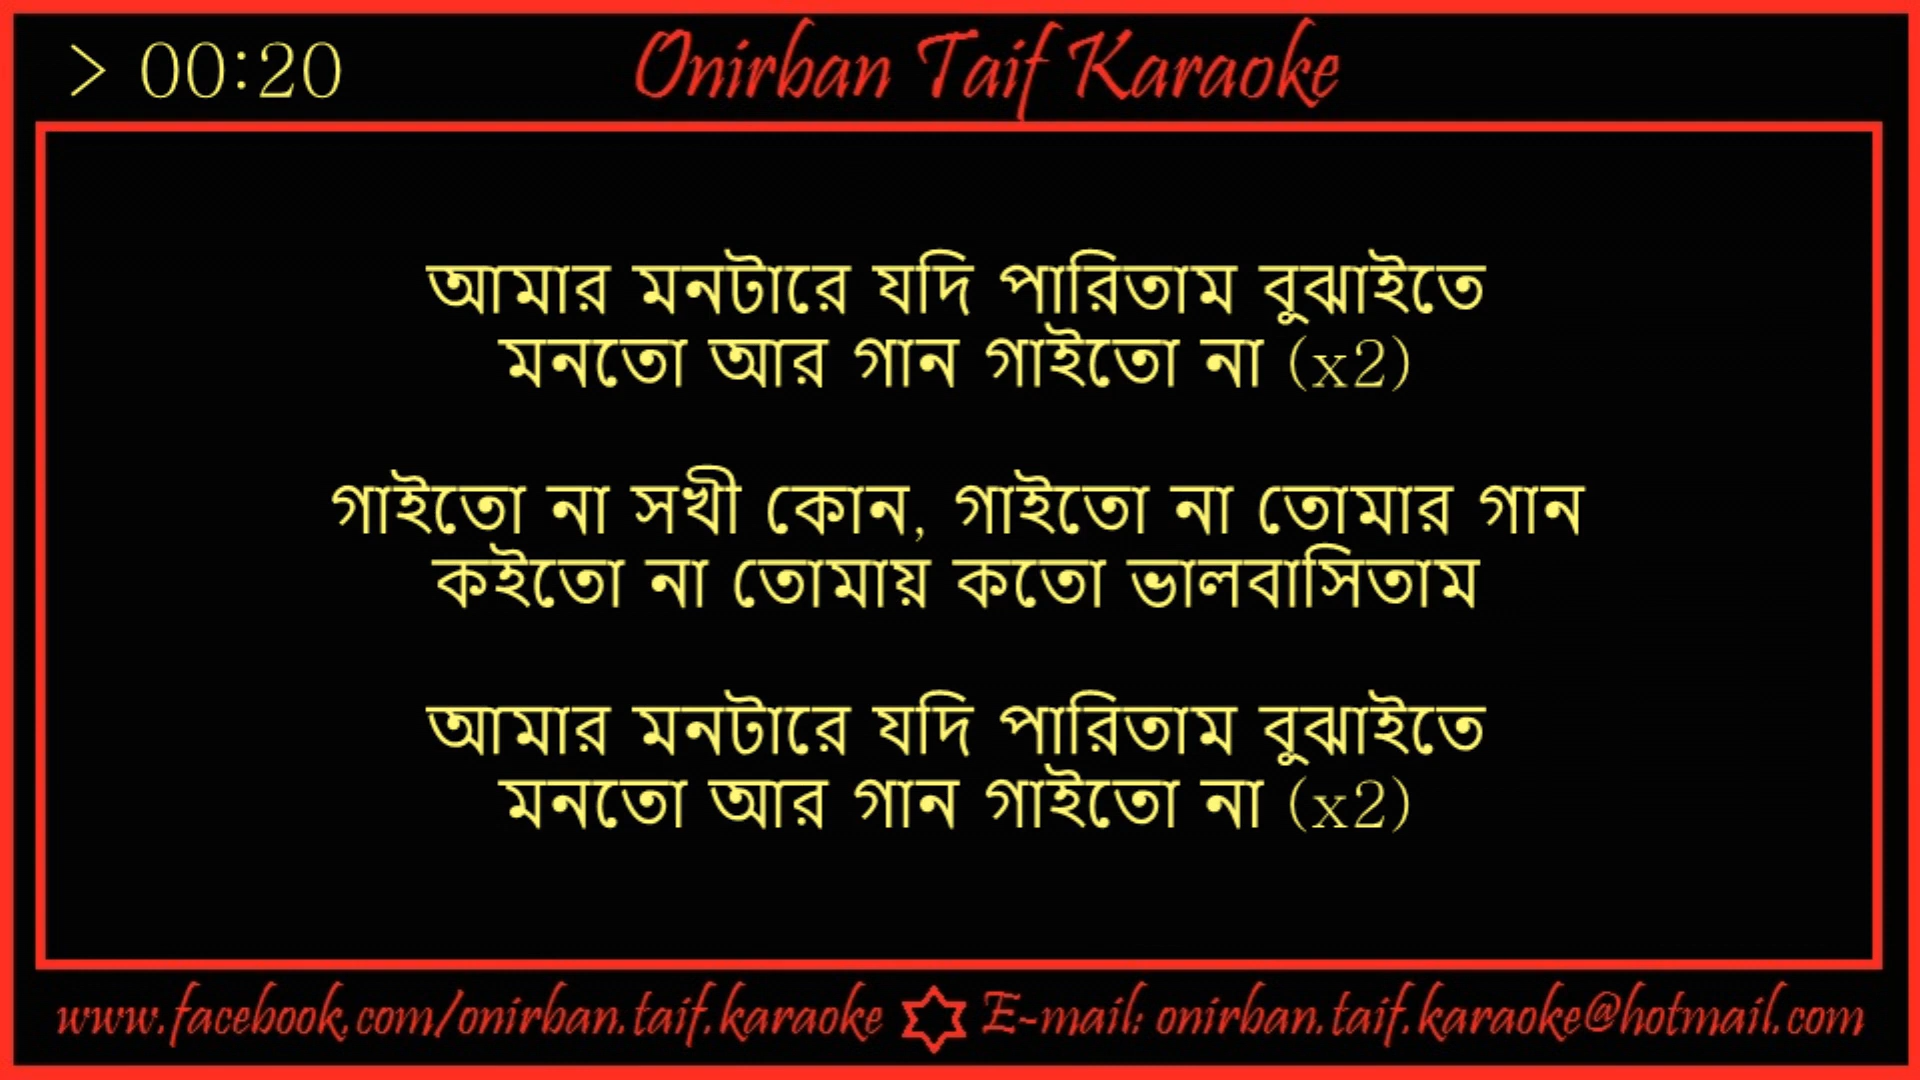 > 00:20
Onirban Taif Karaoke
আমার মনটারে যদি পারিতাম বুঝাইতে
মনতো আর গান গাইতো না (x2)
গাইতো না সখী কোন, গাইতো না তোমার গান
কইতো না তোমায় কতো ভালবাসিতাম
আমার মনটারে যদি পারিতাম বুঝাইতে
মনতো আর গান গাইতো না (x2)
www.facebook.com/onirban.taif.karaoke ✡ E-mail: onirban.taif.karaoke@hotmail.com